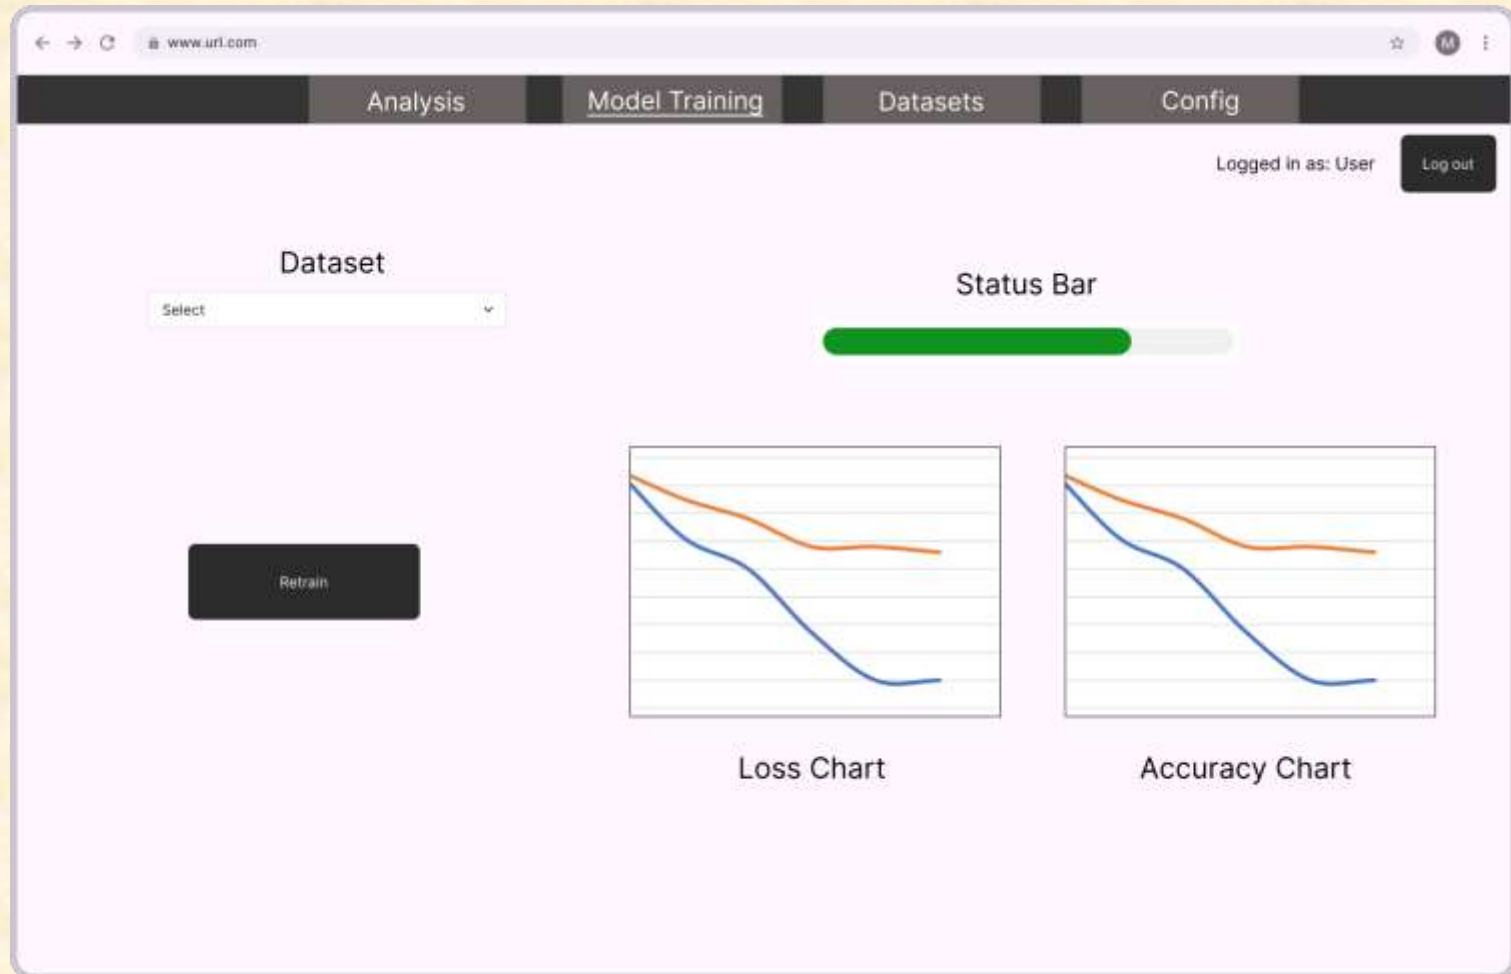 www.url.com
M
Analysis
Model Training
Datasets
Config
Logged in as: User
Log out
Dataset
Select
Status Bar
Retrain
Loss Chart
Accuracy Chart